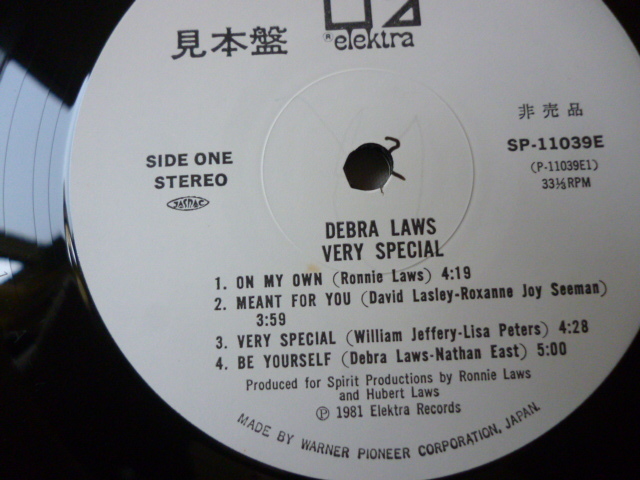 見本盤
® elektra
非売品
SIDE ONE
STEREO
JASRAC
SP-11039E
(P-11039E1)
33⅓RPM
DEBRA LAWS
VERY SPECIAL
1. ON MY OWN (Ronnie Laws) 4:19
2. MEANT FOR YOU (David Lasley-Roxanne Joy Seeman)
3:59
3. VERY SPECIAL (William Jeffery-Lisa Peters) 4:28
4. BE YOURSELF (Debra Laws-Nathan East) 5:00
Produced for Spirit Productions by Ronnie Laws
and Hubert Laws
Ⓟ 1981 Elektra Records
MADE BY WARNER PIONEER CORPORATION, JAPAN.